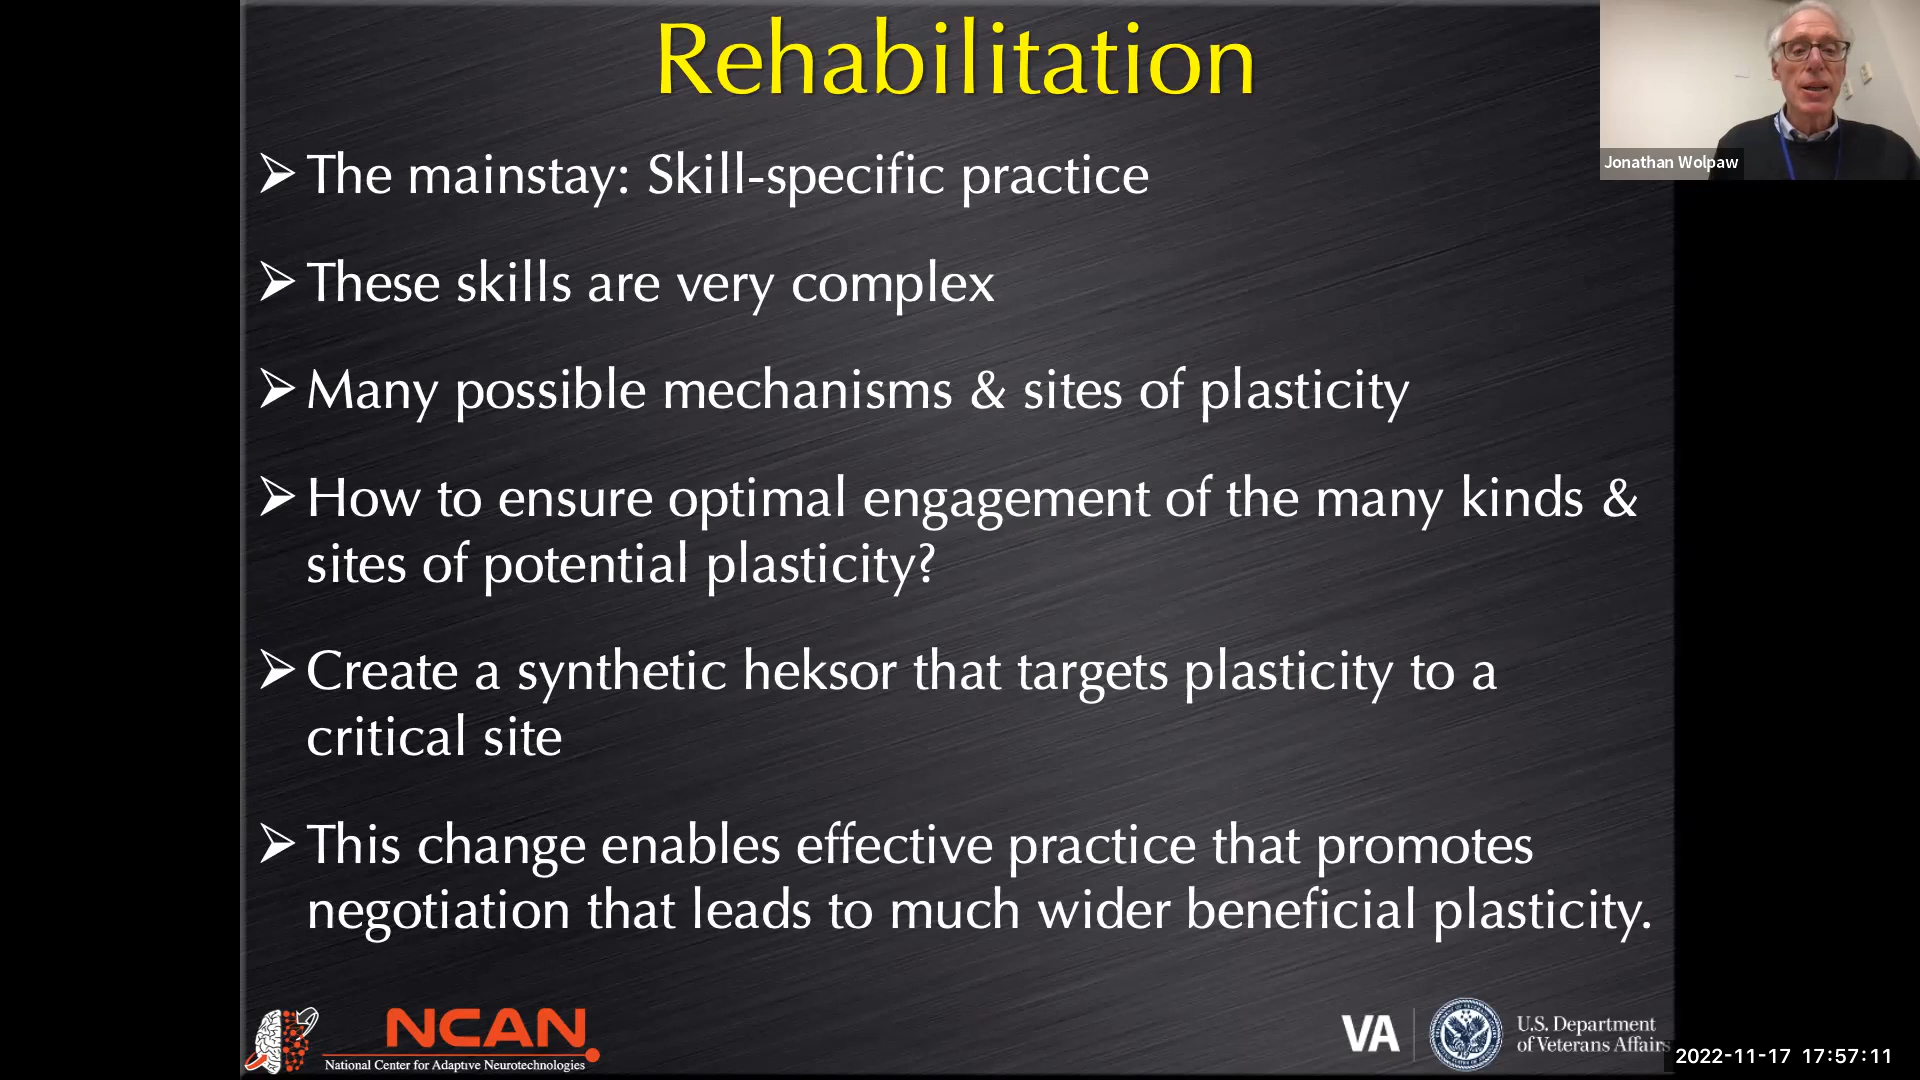 Rehabilitation
Jonathan Wolpaw
➢ The mainstay: Skill-specific practice
➢ These skills are very complex
➢ Many possible mechanisms & sites of plasticity
➢ How to ensure optimal engagement of the many kinds &
sites of potential plasticity?
➢ Create a synthetic heksor that targets plasticity to a
critical site
➢ This change enables effective practice that promotes
negotiation that leads to much wider beneficial plasticity.
NCAN
National Center for Adaptive Neurotechnologies
VA
U.S. Department
of Veterans Affairs
2022-11-17 17:57:11